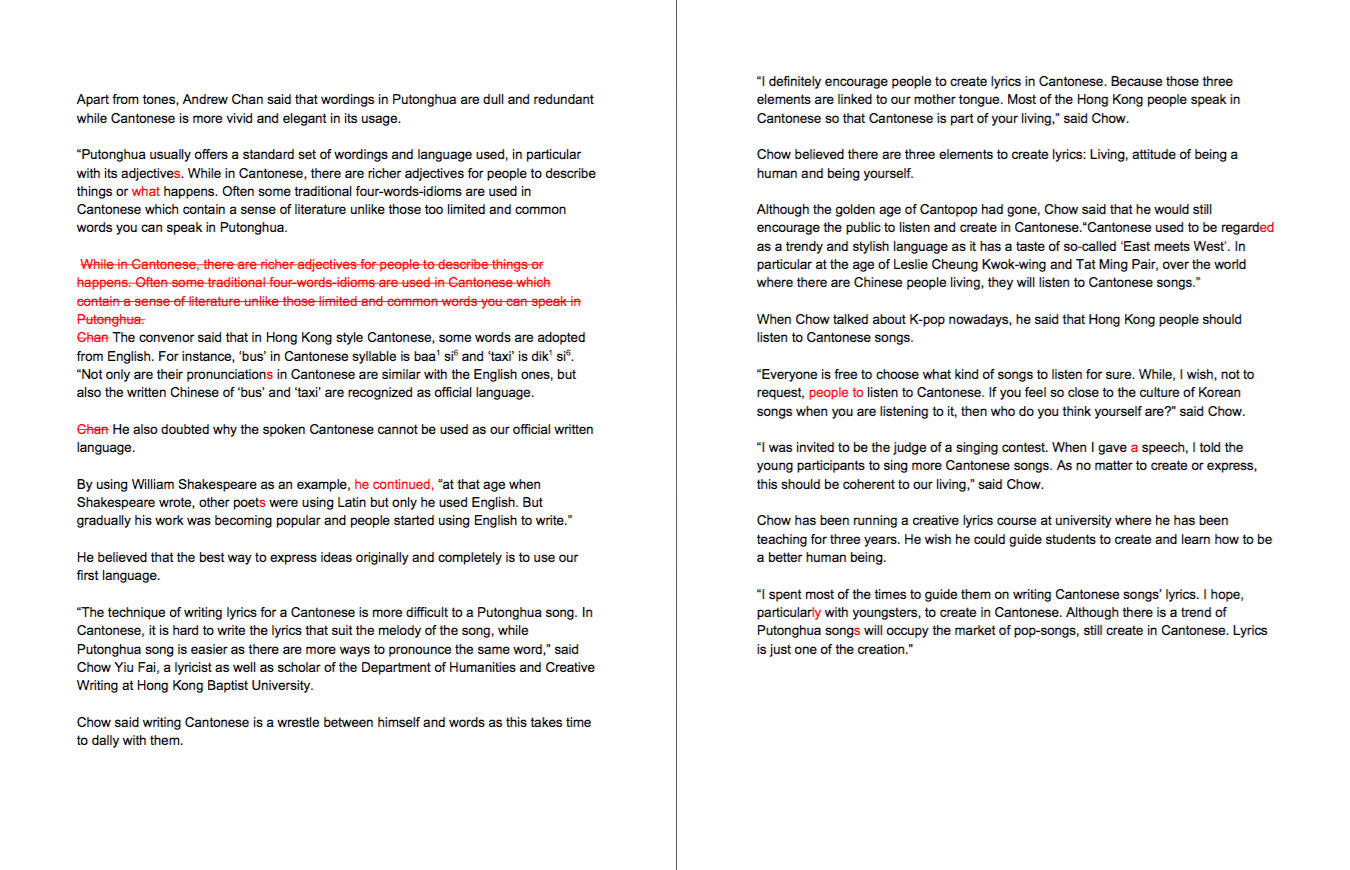 Apart from tones, Andrew Chan said that wordings in Putonghua are dull and redundant
while Cantonese is more vivid and elegant in its usage.
“Putonghua usually offers a standard set of wordings and language used, in particular
with its adjectives. While in Cantonese, there are richer adjectives for people to describe
things or what happens. Often some traditional four-words-idioms are used in
Cantonese which contain a sense of literature unlike those too limited and common
words you can speak in Putonghua.
While in Cantonese, there are richer adjectives for people to describe things or
happens. Often some traditional four-words-idioms are used in Cantonese which
contain a sense of literature unlike those limited and common words you can speak in
Putonghua.
Chan The convenor said that in Hong Kong style Cantonese, some words are adopted
from English. For instance, ‘bus’ in Cantonese syllable is baa¹ si⁶ and ‘taxi’ is dik¹ si⁶.
“Not only are their pronunciations in Cantonese are similar with the English ones, but
also the written Chinese of ‘bus’ and ‘taxi’ are recognized as official language.
Chan He also doubted why the spoken Cantonese cannot be used as our official written
language.
By using William Shakespeare as an example, he continued, “at that age when
Shakespeare wrote, other poets were using Latin but only he used English. But
gradually his work was becoming popular and people started using English to write.”
He believed that the best way to express ideas originally and completely is to use our
first language.
“The technique of writing lyrics for a Cantonese is more difficult to a Putonghua song. In
Cantonese, it is hard to write the lyrics that suit the melody of the song, while
Putonghua song is easier as there are more ways to pronounce the same word,” said
Chow Yiu Fai, a lyricist as well as scholar of the Department of Humanities and Creative
Writing at Hong Kong Baptist University.
Chow said writing Cantonese is a wrestle between himself and words as this takes time
to dally with them.
“I definitely encourage people to create lyrics in Cantonese. Because those three
elements are linked to our mother tongue. Most of the Hong Kong people speak in
Cantonese so that Cantonese is part of your living,” said Chow.
Chow believed there are three elements to create lyrics: Living, attitude of being a
human and being yourself.
Although the golden age of Cantopop had gone, Chow said that he would still
encourage the public to listen and create in Cantonese.“Cantonese used to be regarded
as a trendy and stylish language as it has a taste of so-called ‘East meets West’. In
particular at the age of Leslie Cheung Kwok-wing and Tat Ming Pair, over the world
where there are Chinese people living, they will listen to Cantonese songs.”
When Chow talked about K-pop nowadays, he said that Hong Kong people should
listen to Cantonese songs.
“Everyone is free to choose what kind of songs to listen for sure. While, I wish, not to
request, people to listen to Cantonese. If you feel so close to the culture of Korean
songs when you are listening to it, then who do you think yourself are?” said Chow.
“I was invited to be the judge of a singing contest. When I gave a speech, I told the
young participants to sing more Cantonese songs. As no matter to create or express,
this should be coherent to our living,” said Chow.
Chow has been running a creative lyrics course at university where he has been
teaching for three years. He wish he could guide students to create and learn how to be
a better human being.
“I spent most of the times to guide them on writing Cantonese songs’ lyrics. I hope,
particularly with youngsters, to create in Cantonese. Although there is a trend of
Putonghua songs will occupy the market of pop-songs, still create in Cantonese. Lyrics
is just one of the creation.”